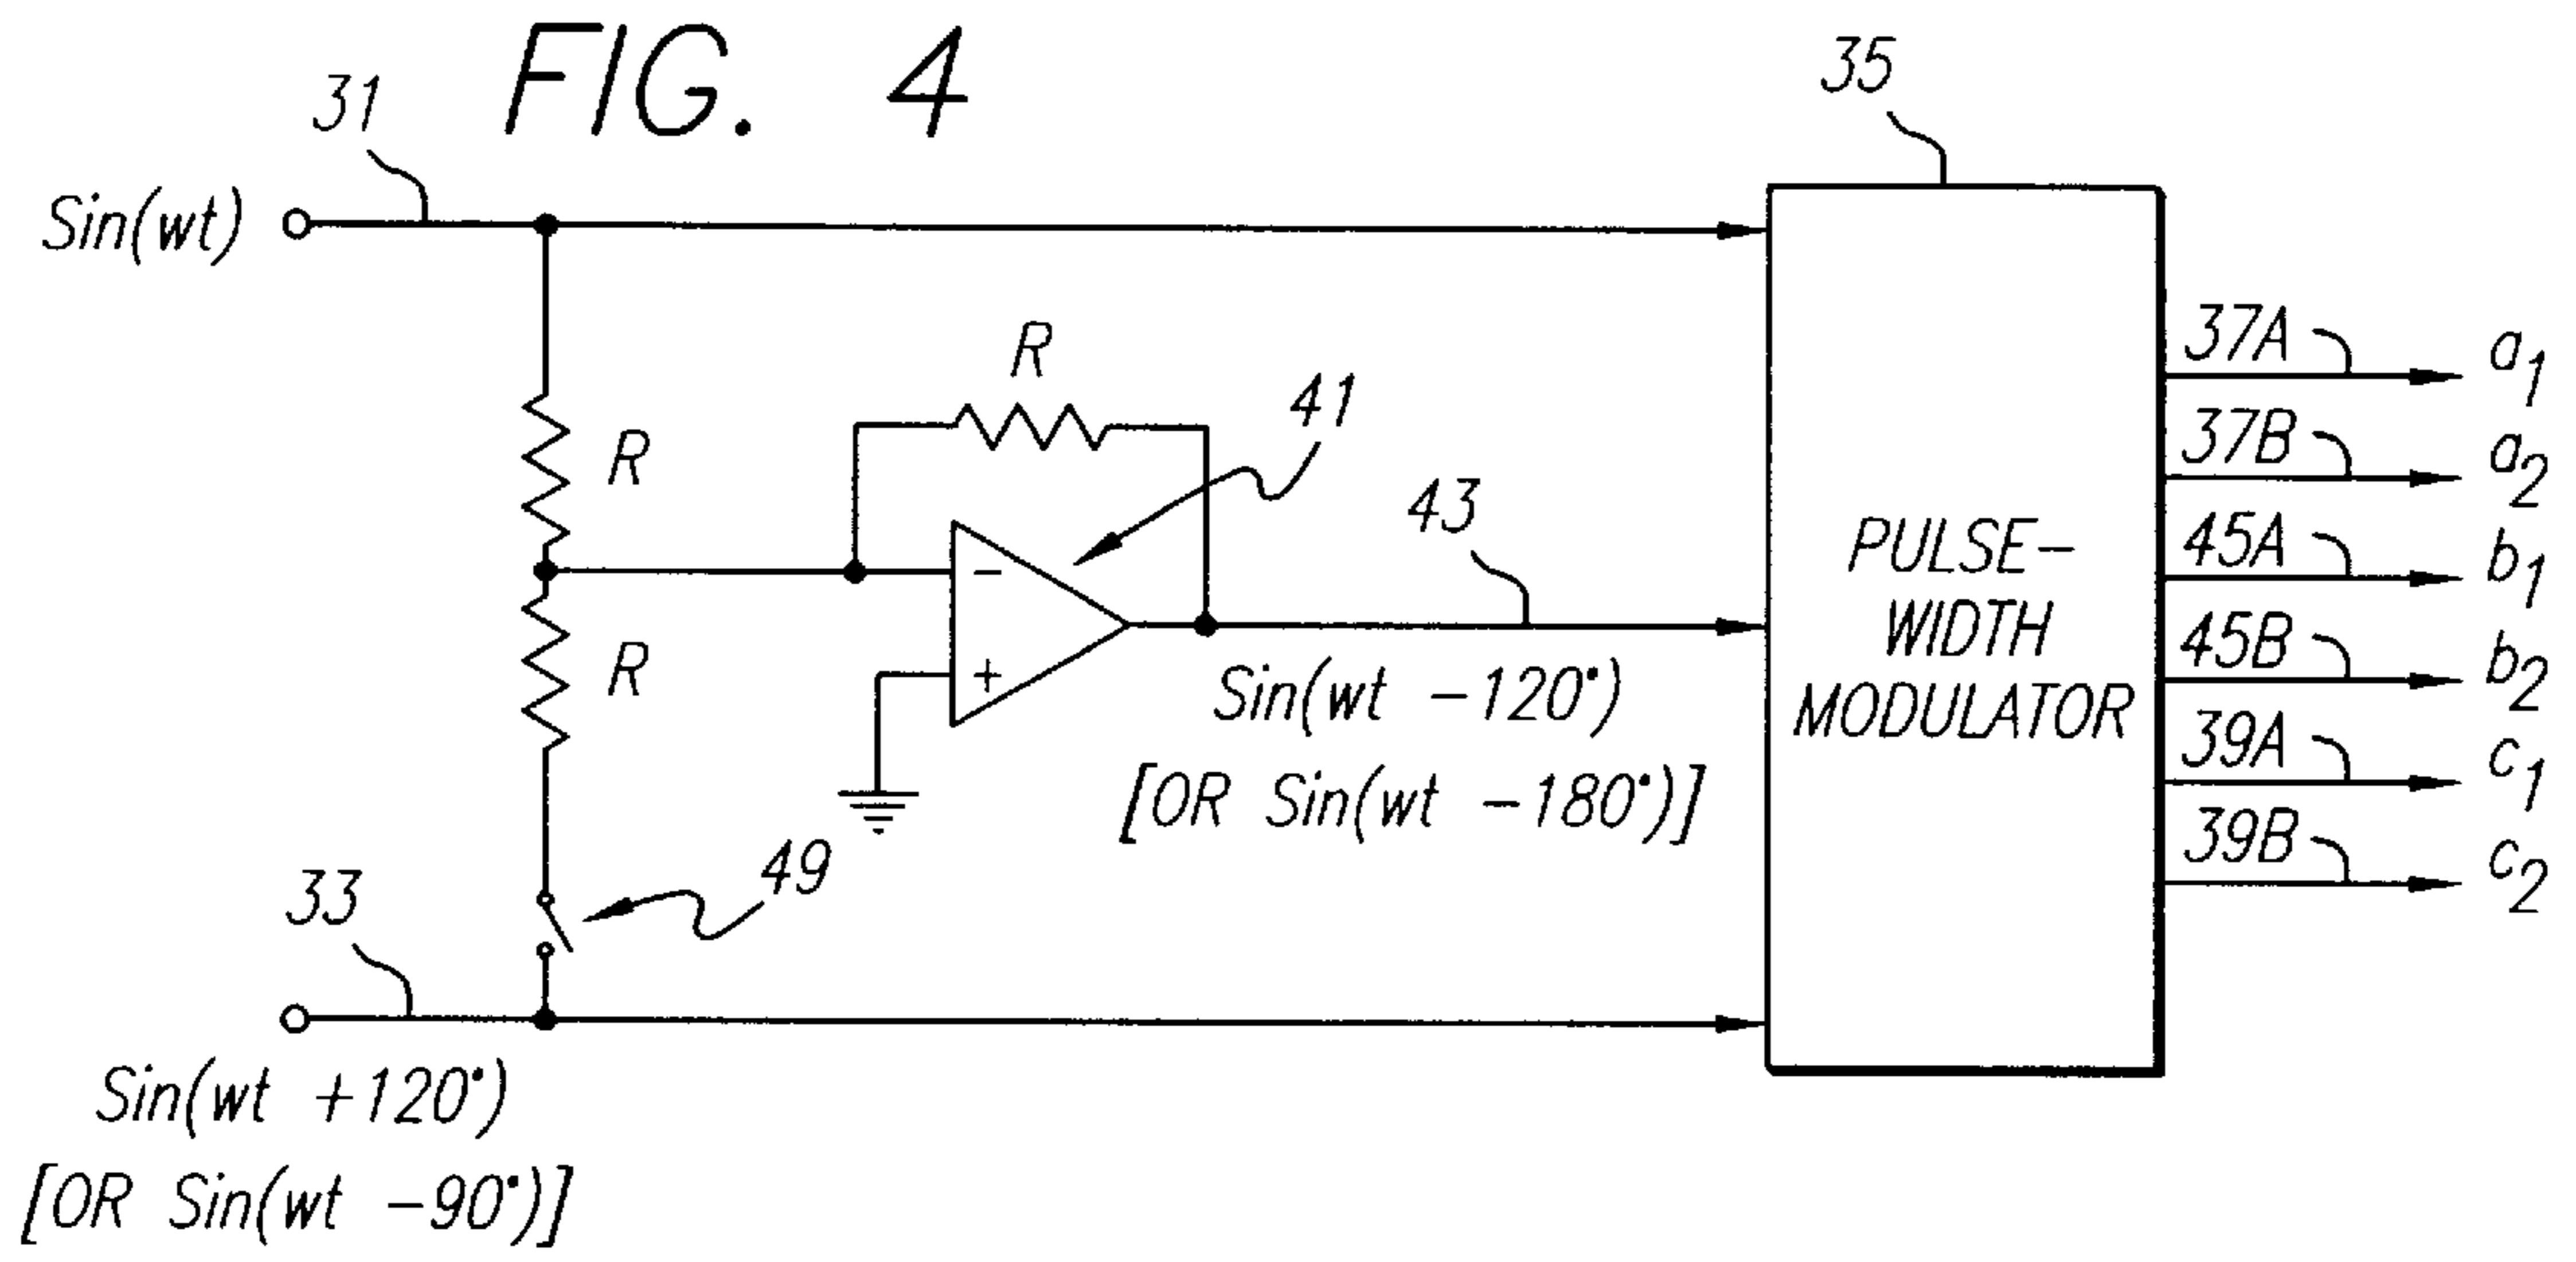 FIG. 4
31
35
Sin(wt)
R
41
37A
a1
37B
a2
R
43
45A
b1
PULSE-
WIDTH
MODULATOR
-
+
R
45B
b2
Sin(wt -120°)
[OR Sin(wt -180°)]
39A
c1
39B
c2
49
33
Sin(wt +120°)
[OR Sin(wt -90°)]